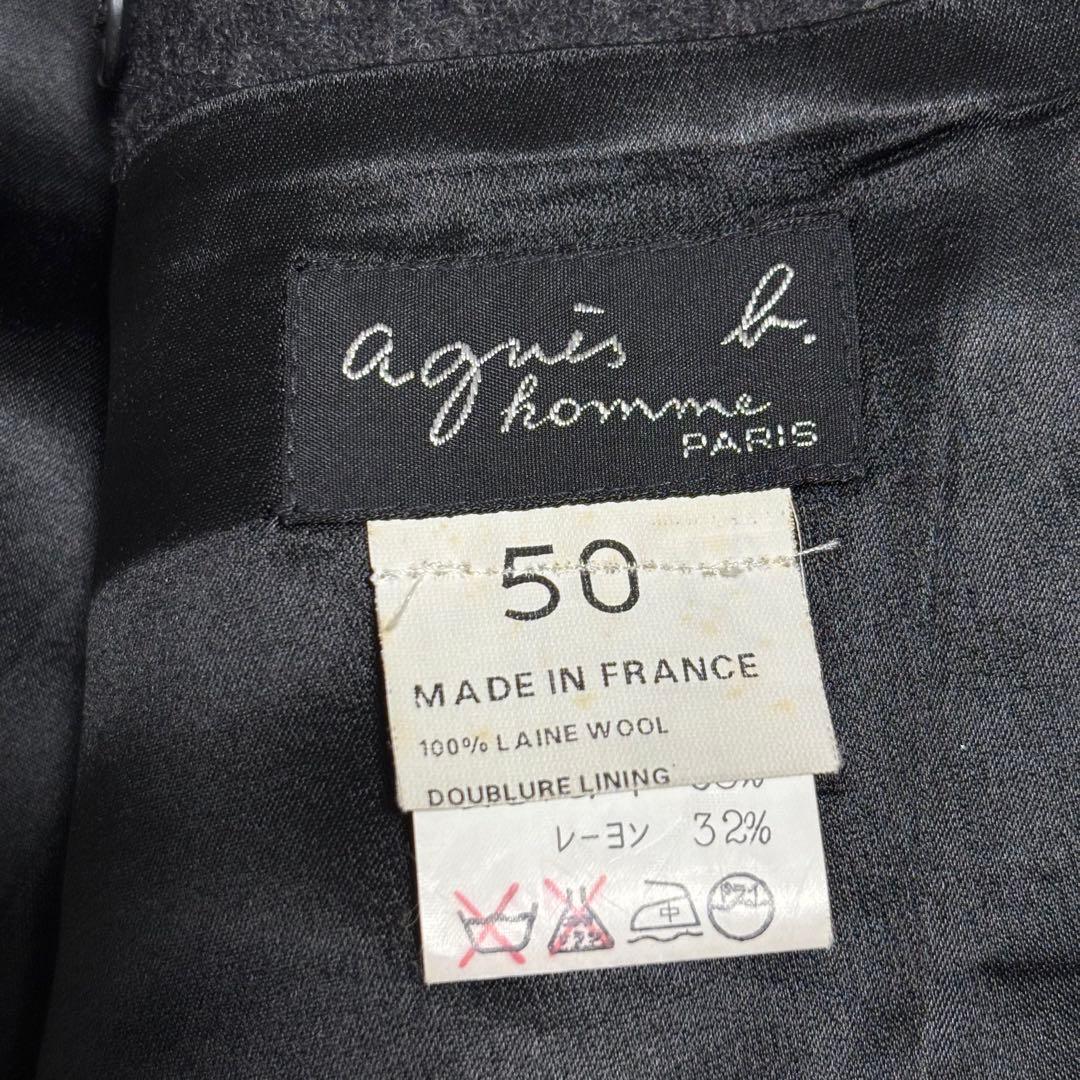 agnès b.
homme
PARIS
50
MADE IN FRANCE
100% LAINE WOOL
DOUBLURE LINING
レーヨン 32%
中